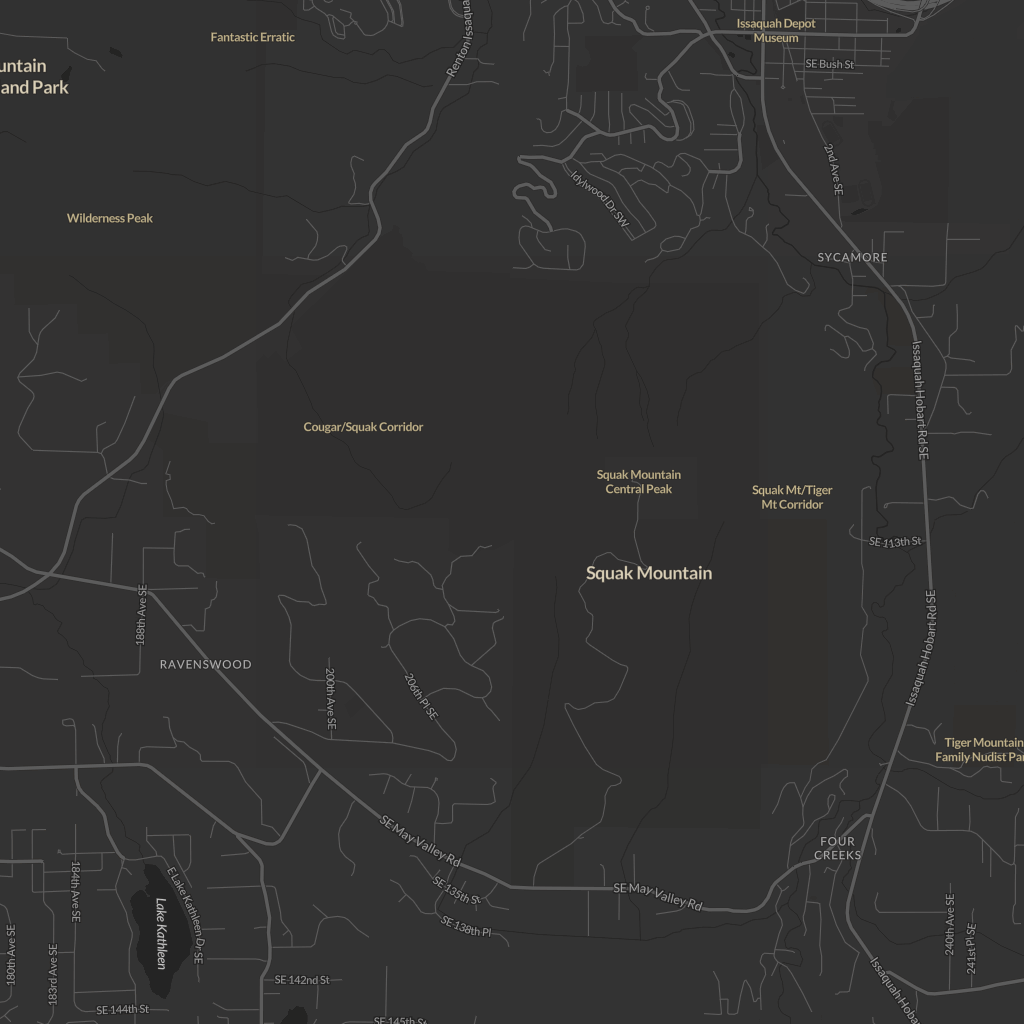 Issaquah Depot
Museum
Fantastic Erratic
SE Bush St
and Park
2nd Ave SE
Idylwood Dr SW
Wilderness Peak
SYCAMORE
Issaquah Hobart Rd SE
Cougar/Squak Corridor
Squak Mountain
Central Peak
Squak Mt/Tiger
Mt Corridor
SE 113th St
Squak Mountain
188th Ave SE
Issaquah Hobart Rd SE
RAVENSWOOD
200th Ave SE
206th Pl SE
Tiger Mountain
Family Nudist
SE May Valley Rd
FOUR
CREEKS
184th Ave SE
E Lake Kathleen Dr SE
SE 135th St
SE May Valley Rd
Lake Kathleen
SE 138th Pl
180th Ave SE
183rd Ave SE
240th Ave SE
241st Pl SE
SE 142nd St
Issaquah
SE 144th St
SE 145th St